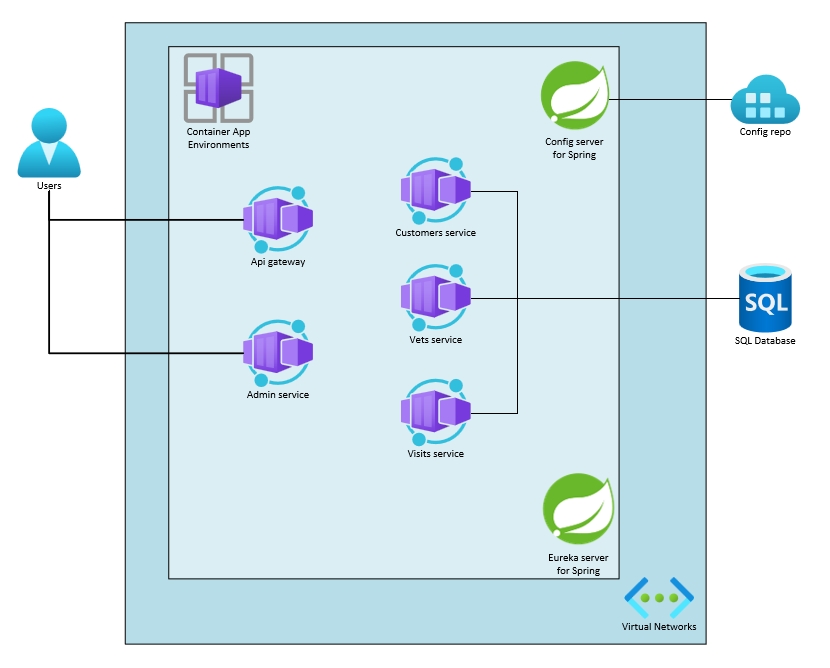 Container App
Environments
Config server
for Spring
Config repo
Users
Customers service
Api gateway
Vets service
SQL
SQL Database
Admin service
Visits service
Eureka server
for Spring
Virtual Networks